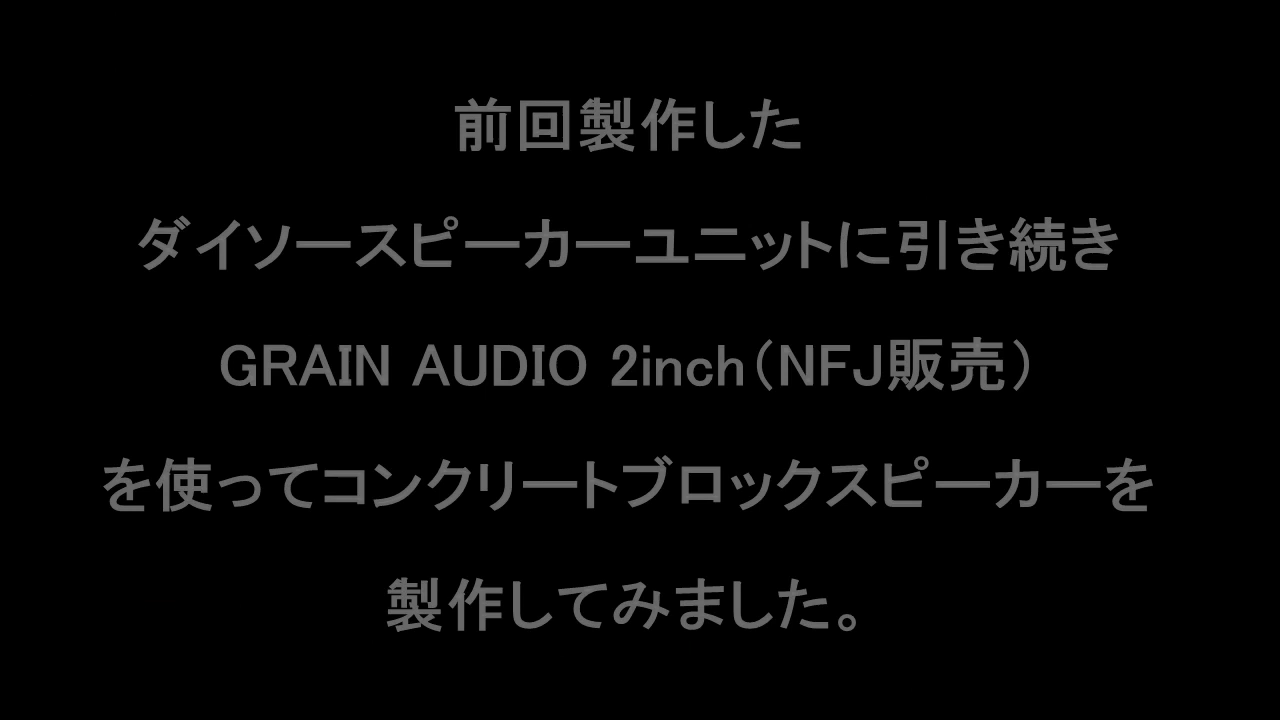 前回製作した
ダイソースピーカーユニットに引き続き
GRAIN AUDIO 2inch（NFJ販売）
を使ってコンクリートブロックスピーカーを
製作してみました。